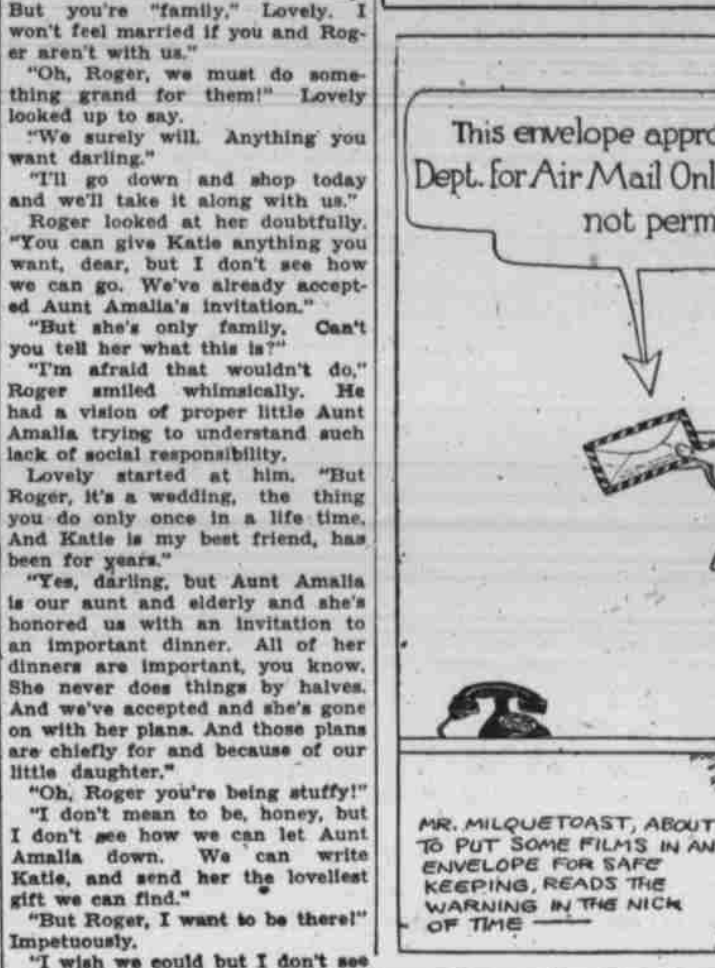 But you're "family," Lovely. I
won't feel married if you and Rog-
er aren't with us."
"Oh, Roger, we must do some-
thing grand for them!" Lovely
looked up to say.
"We surely will. Anything you
want darling."
"I'll go down and shop today
and we'll take it along with us."
Roger looked at her doubtfully.
"You can give Katie anything you
want, dear, but I don't see how
we can go. We've already accept-
ed Aunt Amalia's invitation."
"But she's only family. Can't
you tell her what this is?"
"I'm afraid that wouldn't do,"
Roger smiled whimsically. He
had a vision of proper little Aunt
Amalia trying to understand such
lack of social responsibility.
Lovely started at him. "But
Roger, it's a wedding, the thing
you do only once in a life time.
And Katie is my best friend, has
been for years."
"Yes, darling, but Aunt Amalia
is our aunt and elderly and she's
honored us with an invitation to
an important dinner. All of her
dinners are important, you know.
She never does things by halves.
And we've accepted and she's gone
on with her plans. And those plans
are chiefly for and because of our
little daughter."
"Oh, Roger you're being stuffy!"
"I don't mean to be, honey, but
I don't see how we can let Aunt
Amalia down. We can write
Katie, and send her the loveliest
gift we can find."
"But Roger, I want to be there!"
Impetuously.
"I wish we could but I don't see
This envelope appro
Dept. for Air Mail Onl
not perm
MR. MILQUETOAST, ABOUT
TO PUT SOME FILMS IN AN
ENVELOPE FOR SAFE
KEEPING, READS THE
WARNING IN THE NICK
OF TIME —